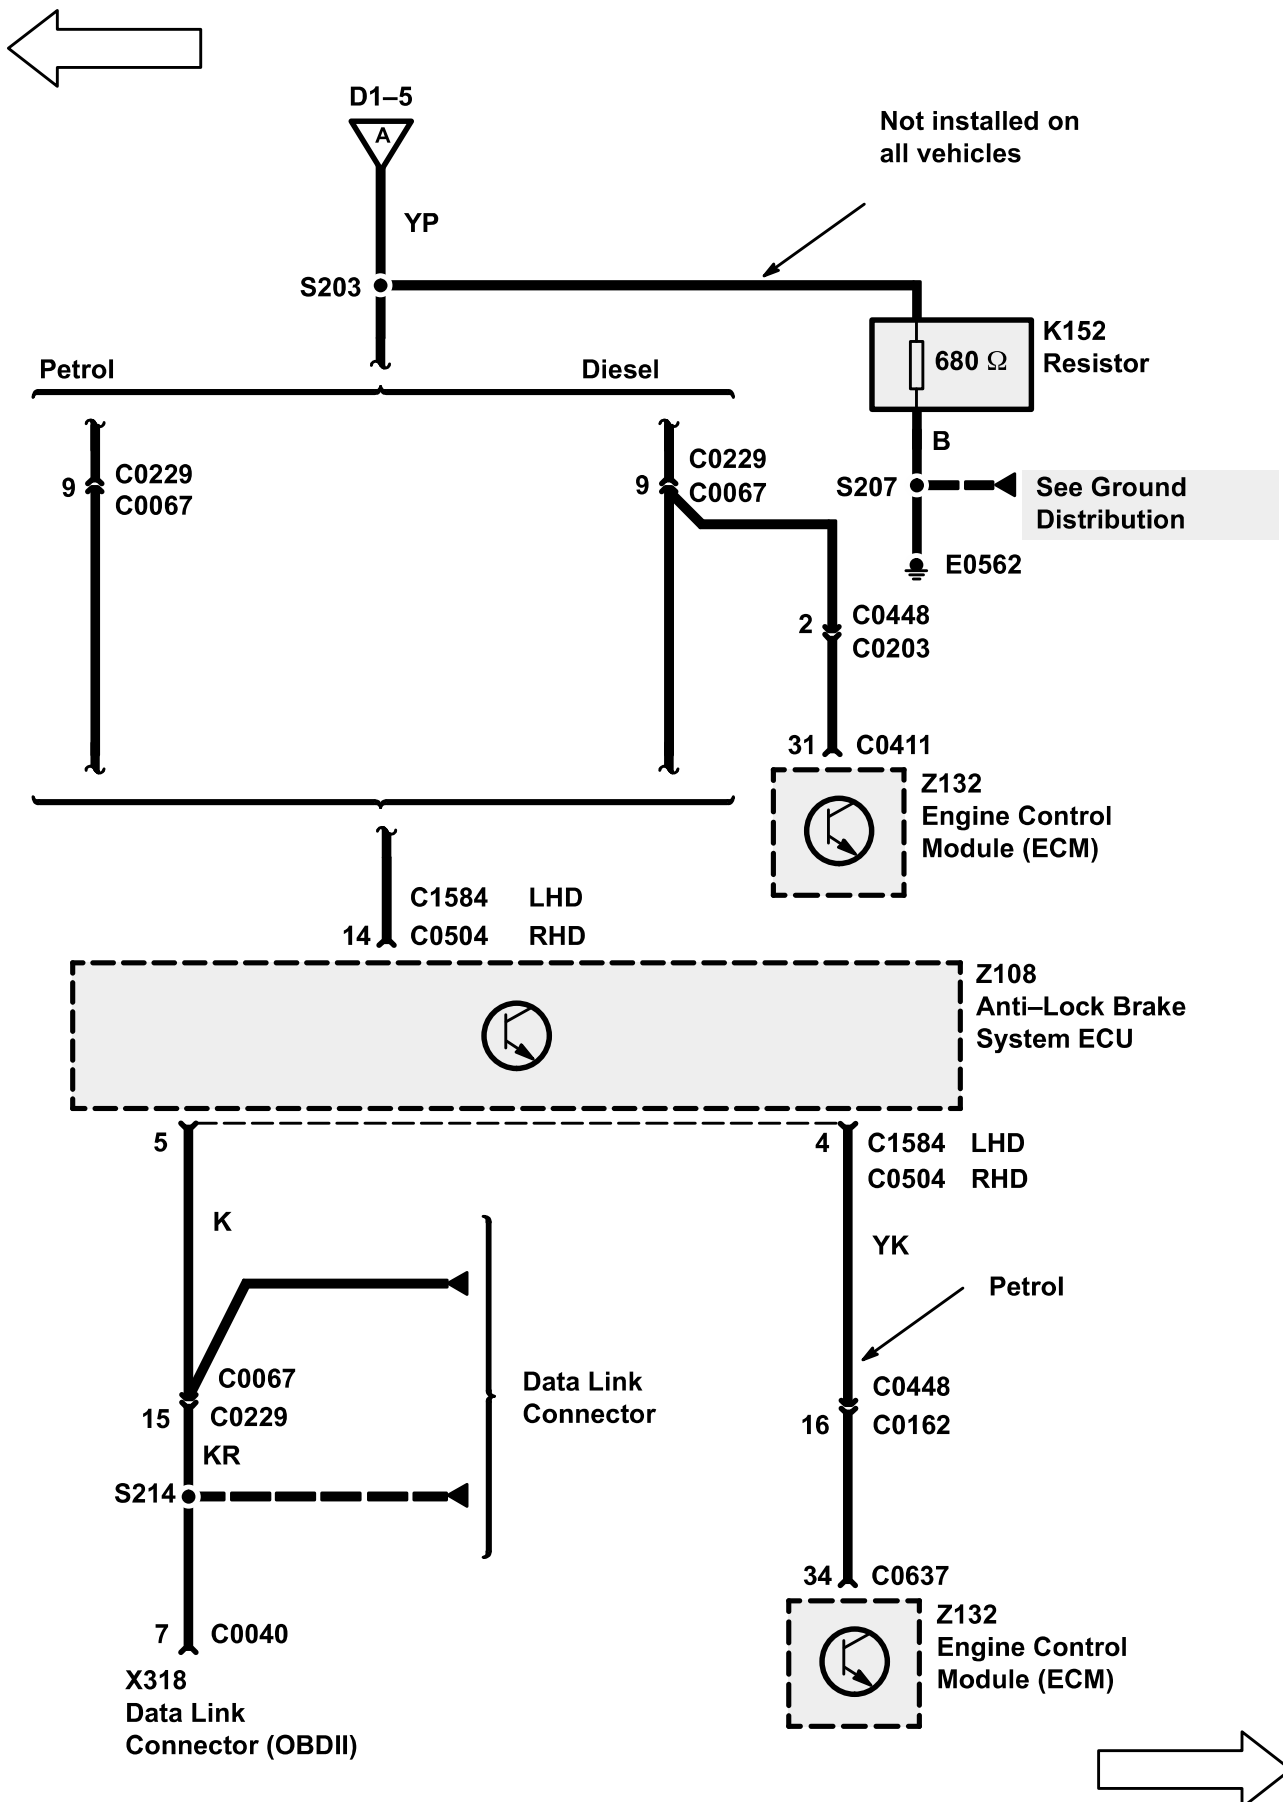 D1–5
A
Not installed on
all vehicles
YP
S203
K152
Resistor
680 Ω
Petrol
Diesel
B
9
C0229
C0067
9
C0229
C0067
S207
See Ground
Distribution
E0562
2
C0448
C0203
31
C0411
Z132
Engine Control
Module (ECM)
C1584 LHD
14 C0504 RHD
Z108
Anti–Lock Brake
System ECU
5
4
C1584 LHD
C0504 RHD
K
YK
Petrol
C0067
15
C0229
Data Link
Connector
C0448
16
C0162
KR
S214
34
C0637
7
C0040
Z132
Engine Control
Module (ECM)
X318
Data Link
Connector (OBDII)